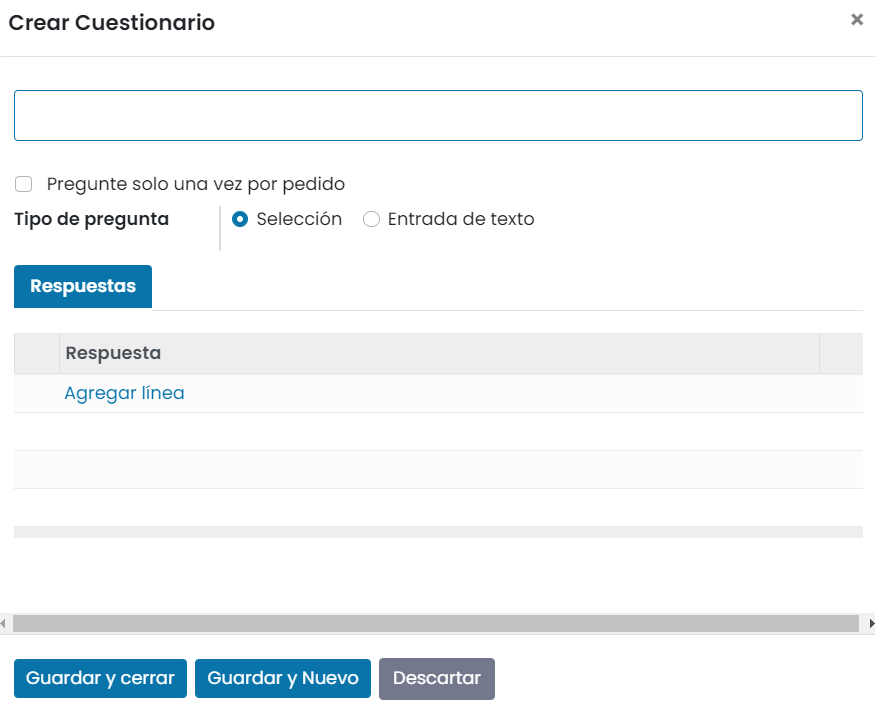 Crear Cuestionario
×
Pregunte solo una vez por pedido
Tipo de pregunta Selección Entrada de texto
Respuestas
Respuesta
Agregar línea
Guardar y cerrar Guardar y Nuevo Descartar